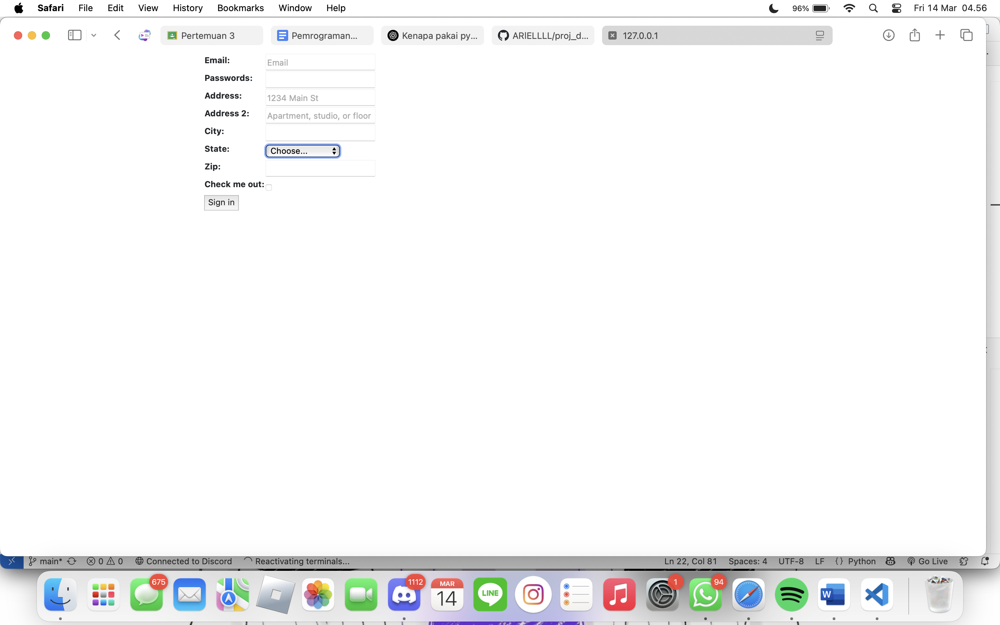 Safari File Edit View History Bookmarks Window Help 96% Fri 14 Mar 04.56
Pertemuan 3 Pemrograman... Kenapa pakai py... ARIELLLL/proj_d... 127.0.0.1
Email: Email
Passwords:
Address: 1234 Main St
Address 2: Apartment, studio, or floor
City:
State: Choose...
Zip:
Check me out:
Sign in
main* 0 0 Connected to Discord Reactivating terminals... Ln 22, Col 81 Spaces: 4 UTF-8 LF {} Python Go Live
675 1112 MAR 14 LINE 1 94 W